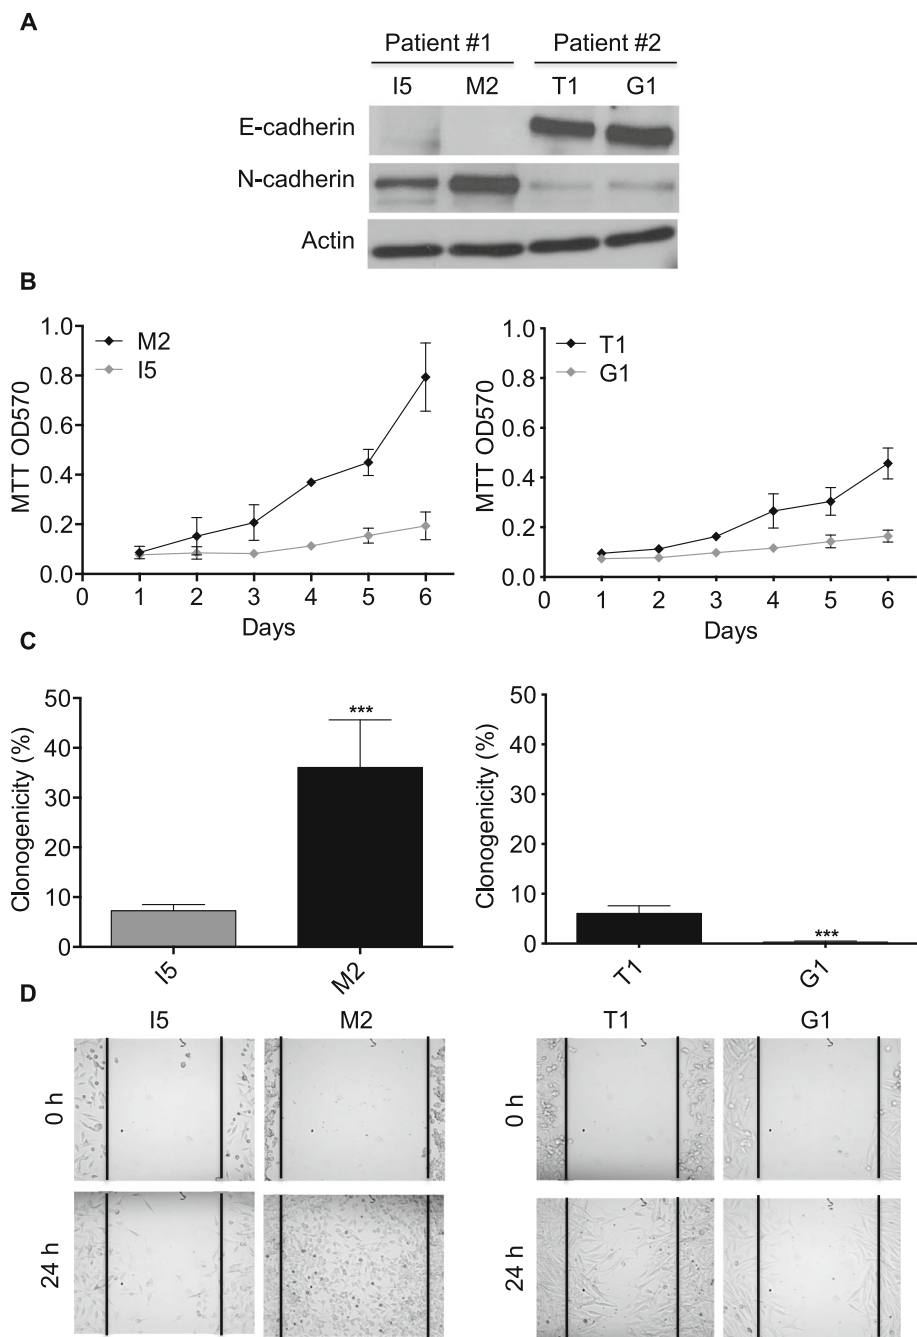 A
Patient #1 Patient #2
I5 M2 T1 G1
E-cadherin
N-cadherin
Actin
B
1.0
0.8
0.6
0.4
0.2
0.0
MTT OD570
M2
I5
0 1 2 3 4 5 6
Days
1.0
0.8
0.6
0.4
0.2
0.0
MTT OD570
T1
G1
0 1 2 3 4 5 6
Days
C
50
40
30
20
10
0
Clonogenicity (%)
***
I5 M2
50
40
30
20
10
0
Clonogenicity (%)
***
T1 G1
D
I5 M2 T1 G1
0 h 0 h
24 h 24 h